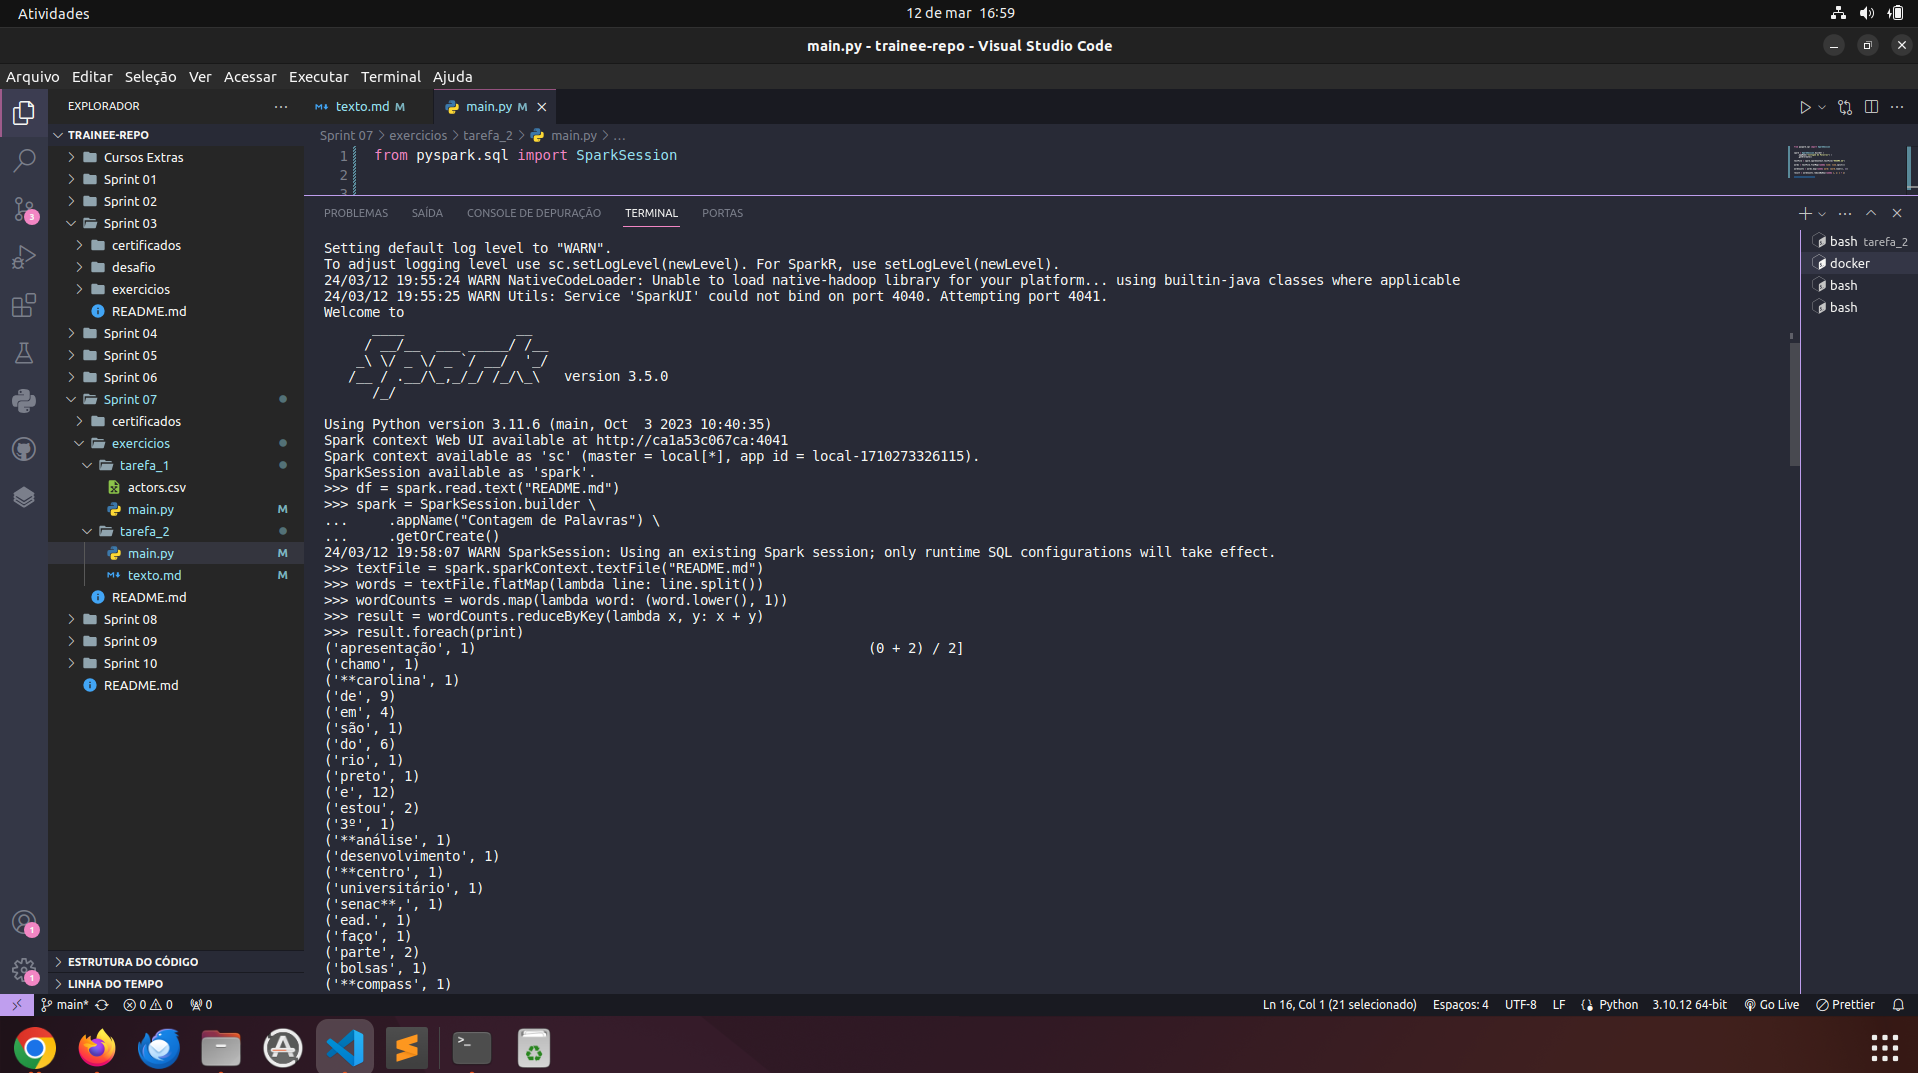 Atividades
12 de mar 16:59
main.py - trainee-repo - Visual Studio Code
Arquivo Editar Seleção Ver Acessar Executar Terminal Ajuda
EXPLORADOR
TRAINEE-REPO
Cursos Extras
Sprint 01
Sprint 02
Sprint 03
certificados
desafio
exercicios
README.md
Sprint 04
Sprint 05
Sprint 06
Sprint 07
certificados
exercicios
tarefa_1
actors.csv
main.py M
tarefa_2
main.py M
texto.md M
README.md
Sprint 08
Sprint 09
Sprint 10
README.md
ESTRUTURA DO CÓDIGO
LINHA DO TEMPO
3
1
1
texto.md M
main.py M
Sprint 07 > exercicios > tarefa_2 > main.py > ...
1 from pyspark.sql import SparkSession
2
3
PROBLEMAS SAÍDA CONSOLE DE DEPURAÇÃO TERMINAL PORTAS
Setting default log level to "WARN".
To adjust logging level use sc.setLogLevel(newLevel). For SparkR, use setLogLevel(newLevel).
24/03/12 19:55:24 WARN NativeCodeLoader: Unable to load native-hadoop library for your platform... using builtin-java classes where applicable
24/03/12 19:55:25 WARN Utils: Service 'SparkUI' could not bind on port 4040. Attempting port 4041.
Welcome to
      ____              __
     / __/__  ___ _____/ /__
    _\ \/ _ \/ _ `/ __/  '_/
   /__ / .__/\_,_/_/ /_/\_\   version 3.5.0
      /_/
Using Python version 3.11.6 (main, Oct  3 2023 10:40:35)
Spark context Web UI available at http://ca1a53c067ca:4041
Spark context available as 'sc' (master = local[*], app id = local-1710273326115).
SparkSession available as 'spark'.
>>> df = spark.read.text("README.md")
>>> spark = SparkSession.builder \
...     .appName("Contagem de Palavras") \
...     .getOrCreate()
24/03/12 19:58:07 WARN SparkSession: Using an existing Spark session; only runtime SQL configurations will take effect.
>>> textFile = spark.sparkContext.textFile("README.md")
>>> words = textFile.flatMap(lambda line: line.split())
>>> wordCounts = words.map(lambda word: (word.lower(), 1))
>>> result = wordCounts.reduceByKey(lambda x, y: x + y)
>>> result.foreach(print)
('apresentação', 1) (0 + 2) / 2]
('chamo', 1)
('**carolina', 1)
('de', 9)
('em', 4)
('são', 1)
('do', 6)
('rio', 1)
('preto', 1)
('e', 12)
('estou', 2)
('3º', 1)
('**análise', 1)
('desenvolvimento', 1)
('**centro', 1)
('universitário', 1)
('senac**,', 1)
('ead.', 1)
('faço', 1)
('parte', 2)
('bolsas', 1)
('**compass', 1)
bash tarefa_2
docker
bash
bash
main* 0 0 0
Ln 16, Col 1 (21 selecionado) Espaços: 4 UTF-8 LF Python 3.10.12 64-bit Go Live Prettier